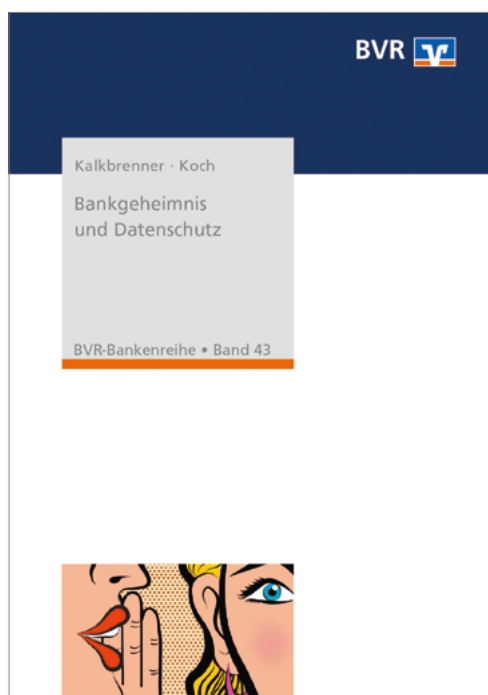 BVR
Kalkbrenner · Koch
Bankgeheimnis
und Datenschutz
BVR-Bankenreihe • Band 43